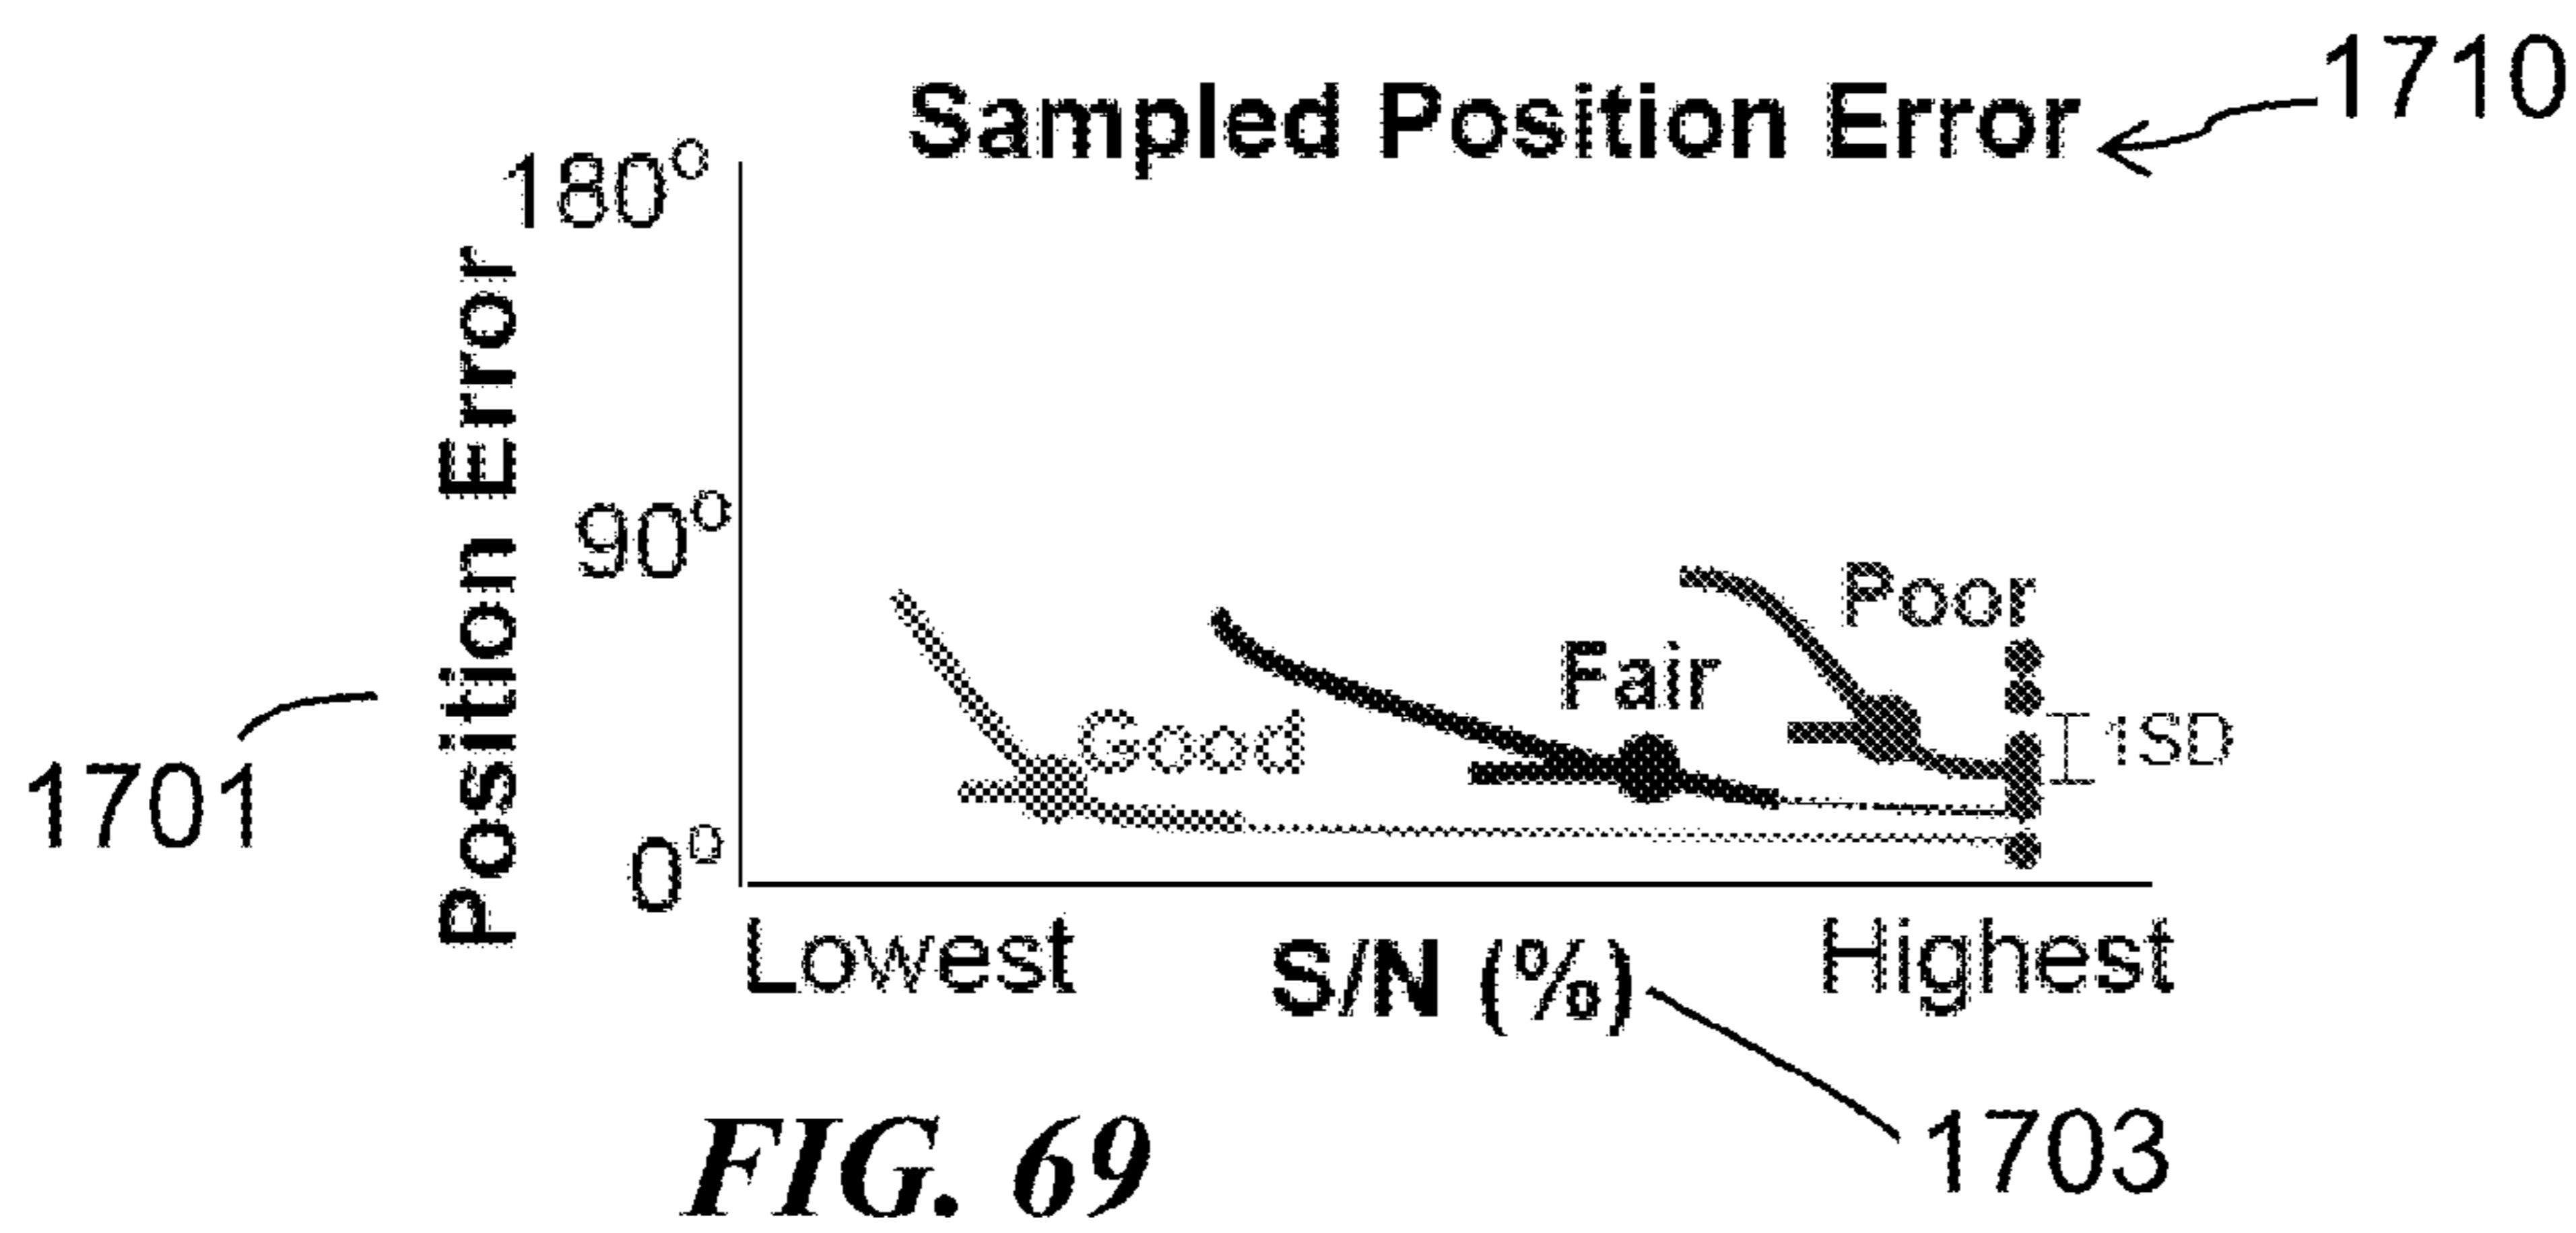 1710
Sampled Position Error
180°
Position Error
90°
Poor
Fair
Good
1SD
1701
0°
Lowest
S/N (%)
Highest
1703
FIG. 69